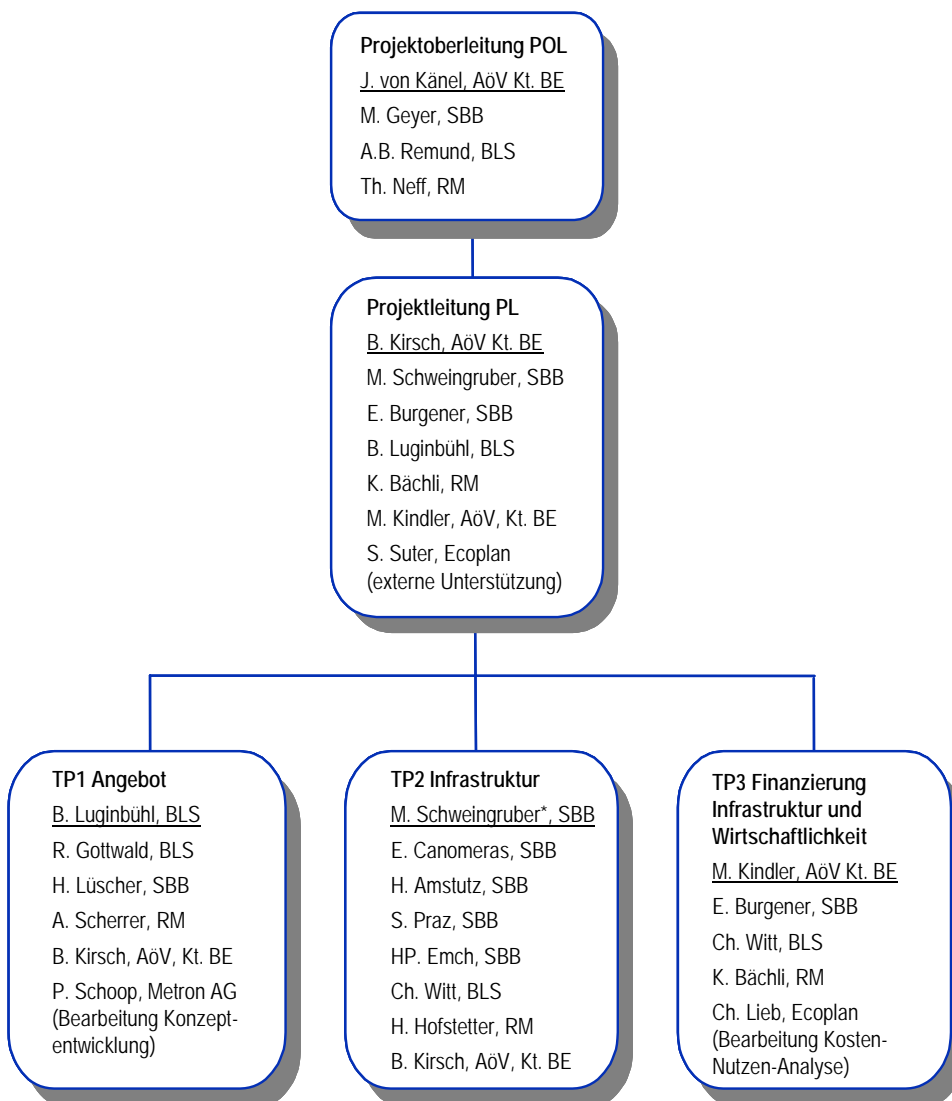 Projektoberleitung POL
J. von Känel, AöV Kt. BE
M. Geyer, SBB
A.B. Remund, BLS
Th. Neff, RM
Projektleitung PL
B. Kirsch, AöV Kt. BE
M. Schweingruber, SBB
E. Burgener, SBB
B. Luginbühl, BLS
K. Bächli, RM
M. Kindler, AöV, Kt. BE
S. Suter, Ecoplan
(externe Unterstützung)
TP1 Angebot
B. Luginbühl, BLS
R. Gottwald, BLS
H. Lüscher, SBB
A. Scherrer, RM
B. Kirsch, AöV, Kt. BE
P. Schoop, Metron AG
(Bearbeitung Konzept-
entwicklung)
TP2 Infrastruktur
M. Schweingruber*, SBB
E. Canomeras, SBB
H. Amstutz, SBB
S. Praz, SBB
HP. Emch, SBB
Ch. Witt, BLS
H. Hofstetter, RM
B. Kirsch, AöV, Kt. BE
TP3 Finanzierung
Infrastruktur und
Wirtschaftlichkeit
M. Kindler, AöV Kt. BE
E. Burgener, SBB
Ch. Witt, BLS
K. Bächli, RM
Ch. Lieb, Ecoplan
(Bearbeitung Kosten-
Nutzen-Analyse)